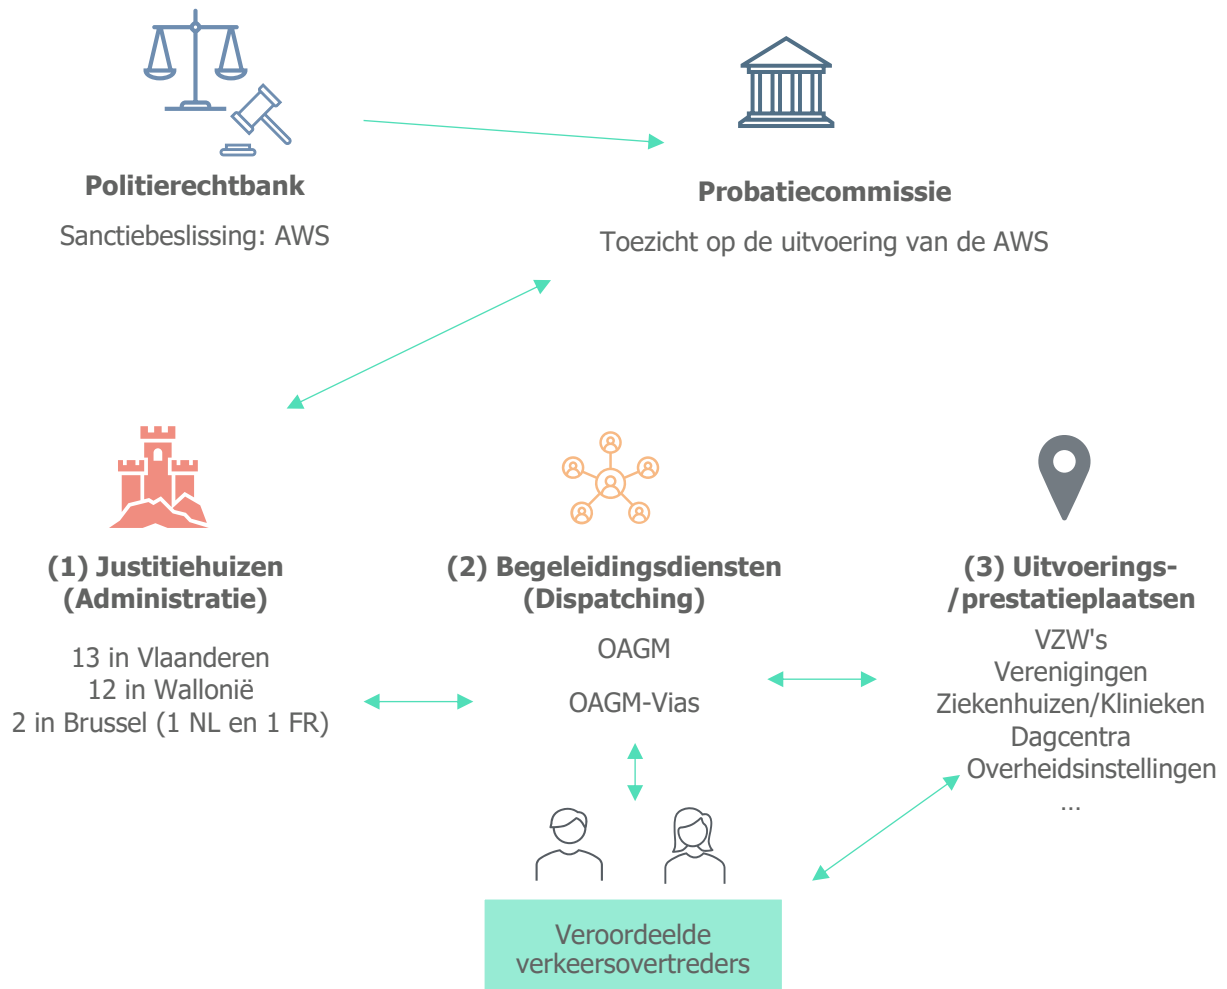 Politierechtbank
Sanctiebeslissing: AWS
Probatiecommissie
Toezicht op de uitvoering van de AWS
(1) Justitiehuizen
(Administratie)
13 in Vlaanderen
12 in Wallonië
2 in Brussel (1 NL en 1 FR)
(2) Begeleidingsdiensten
(Dispatching)
OAGM
OAGM-Vias
(3) Uitvoerings-
/prestatieplaatsen
VZW's
Verenigingen
Ziekenhuizen/Klinieken
Dagcentra
Overheidsinstellingen
…
Veroordeelde
verkeersovertreders